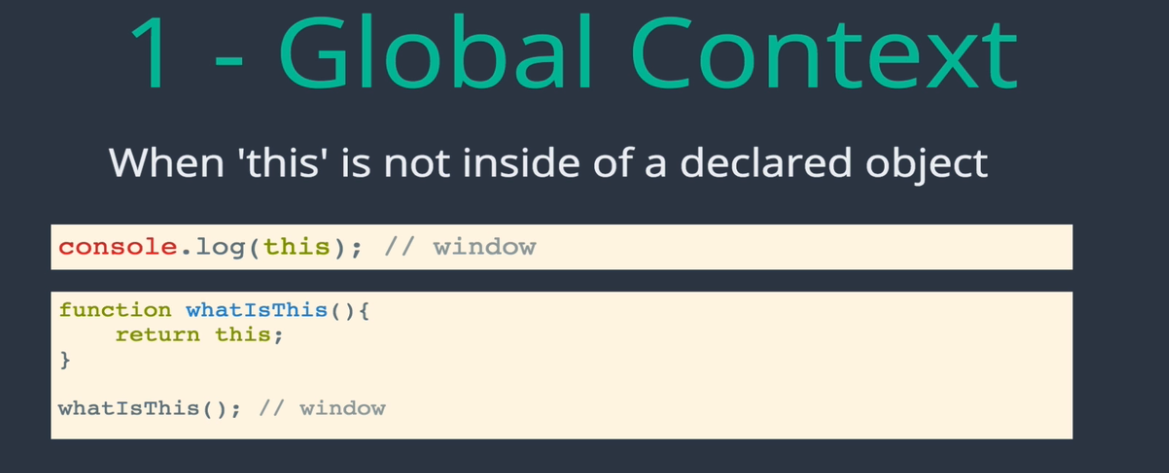 1 - Global Context
When 'this' is not inside of a declared object
console.log(this); // window
function whatIsThis(){
    return this;
}
whatIsThis(); // window